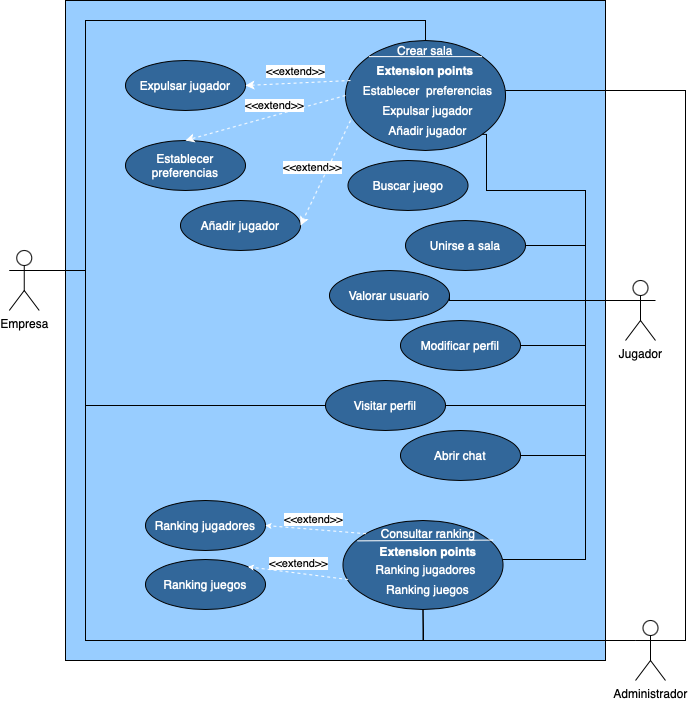 Crear sala
Extension points
Establecer preferencias
Expulsar jugador
Añadir jugador
<<extend>>
Expulsar jugador
<<extend>>
Establecer
preferencias
<<extend>>
Añadir jugador
Buscar juego
Unirse a sala
Valorar usuario
Modificar perfil
Visitar perfil
Abrir chat
Empresa
Jugador
Ranking jugadores
<<extend>>
Consultar ranking
Extension points
Ranking jugadores
Ranking juegos
<<extend>>
Ranking juegos
Administrador